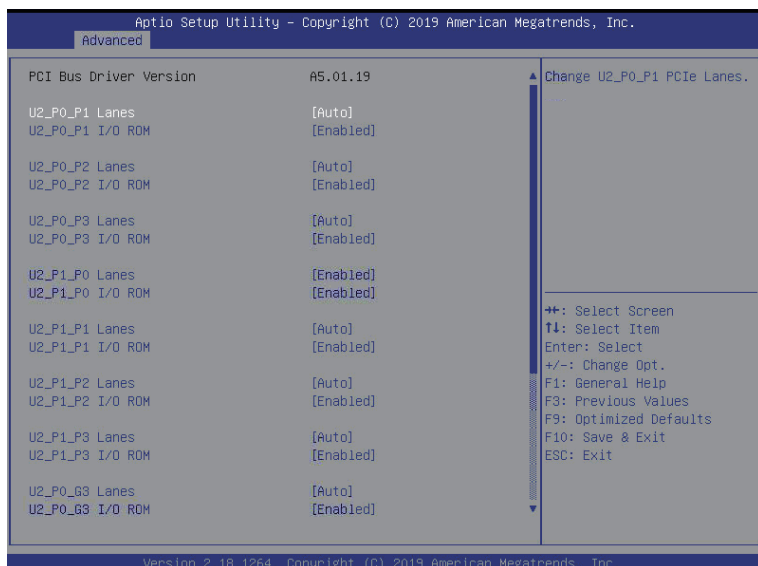 Aptio Setup Utility – Copyright (C) 2019 American Megatrends, Inc.
Advanced
PCI Bus Driver Version A5.01.19
U2_P0_P1 Lanes [Auto]
U2_P0_P1 I/O ROM [Enabled]
U2_P0_P2 Lanes [Auto]
U2_P0_P2 I/O ROM [Enabled]
U2_P0_P3 Lanes [Auto]
U2_P0_P3 I/O ROM [Enabled]
U2_P1_P0 Lanes [Enabled]
U2_P1_P0 I/O ROM [Enabled]
U2_P1_P1 Lanes [Auto]
U2_P1_P1 I/O ROM [Enabled]
U2_P1_P2 Lanes [Auto]
U2_P1_P2 I/O ROM [Enabled]
U2_P1_P3 Lanes [Auto]
U2_P1_P3 I/O ROM [Enabled]
U2_P0_G3 Lanes [Auto]
U2_P0_G3 I/O ROM [Enabled]
Change U2_P0_P1 PCIe Lanes.
→←: Select Screen
↑↓: Select Item
Enter: Select
+/-: Change Opt.
F1: General Help
F3: Previous Values
F9: Optimized Defaults
F10: Save & Exit
ESC: Exit
Version 2.18.1264. Copyright (C) 2019 American Megatrends, Inc.